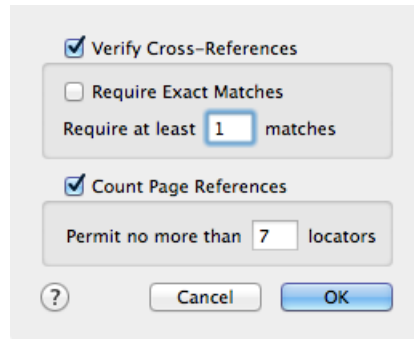 Verify Cross-References
Require Exact Matches
Require at least 1 matches
Count Page References
Permit no more than 7 locators
? Cancel OK